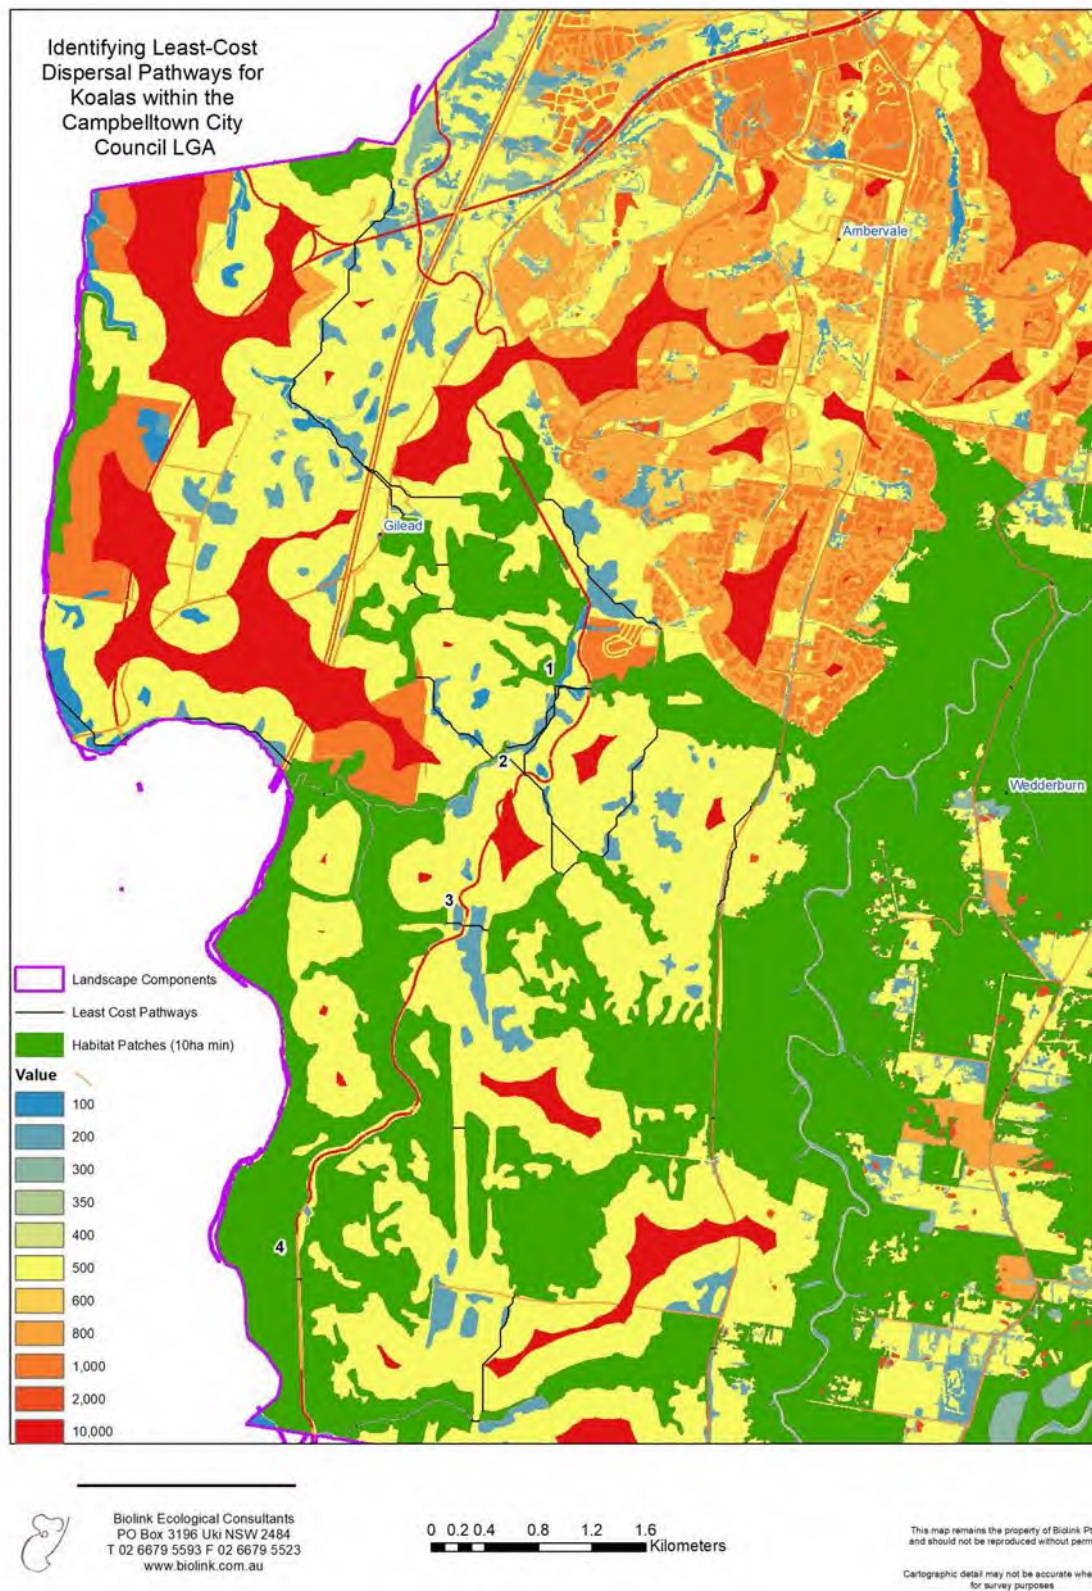 Identifying Least-Cost
Dispersal Pathways for
Koalas within the
Campbelltown City
Council LGA
Ambervale
Gilead
1
2
Wedderburn
3
4
Landscape Components
Least Cost Pathways
Habitat Patches (10ha min)
Value
100
200
300
350
400
500
600
800
1,000
2,000
10,000
Biolink Ecological Consultants
PO Box 3196 Uki NSW 2484
T 02 6679 5593 F 02 6679 5523
www.biolink.com.au
0 0.2 0.4 0.8 1.2 1.6
Kilometers
This map remains the property of Biolink
and should not be reproduced without
Cartographic detail may not be accurate
for survey purposes